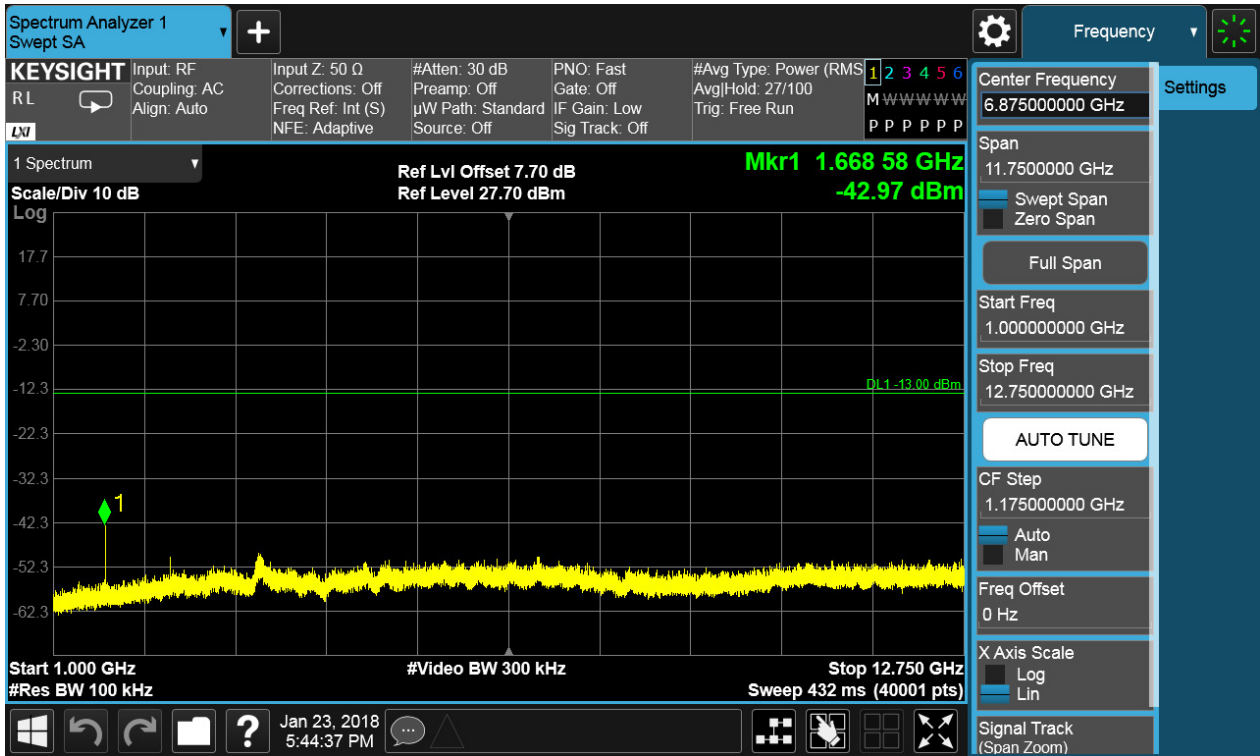 Spectrum Analyzer 1
Swept SA
+
Frequency
KEYSIGHT
R L
LXI
Input: RF
Coupling: AC
Align: Auto
Input Z: 50 Ω
Corrections: Off
Freq Ref: Int (S)
NFE: Adaptive
#Atten: 30 dB
Preamp: Off
µW Path: Standard
Source: Off
PNO: Fast
Gate: Off
IF Gain: Low
Sig Track: Off
#Avg Type: Power (RMS
Avg|Hold: 27/100
Trig: Free Run
1 2 3 4 5 6
M W W W W W
P P P P P P
1 Spectrum
Scale/Div 10 dB
Log
Ref Lvl Offset 7.70 dB
Ref Level 27.70 dBm
Mkr1 1.668 58 GHz
-42.97 dBm
17.7
7.70
-2.30
-12.3
-22.3
-32.3
-42.3
-52.3
-62.3
DL1 -13.00 dBm
1
Start 1.000 GHz
#Res BW 100 kHz
#Video BW 300 kHz
Stop 12.750 GHz
Sweep 432 ms (40001 pts)
Center Frequency
6.875000000 GHz
Settings
Span
11.7500000 GHz
Swept Span
Zero Span
Full Span
Start Freq
1.000000000 GHz
Stop Freq
12.750000000 GHz
AUTO TUNE
CF Step
1.175000000 GHz
Auto
Man
Freq Offset
0 Hz
X Axis Scale
Log
Lin
Signal Track
(Span Zoom)
?
Jan 23, 2018
5:44:37 PM